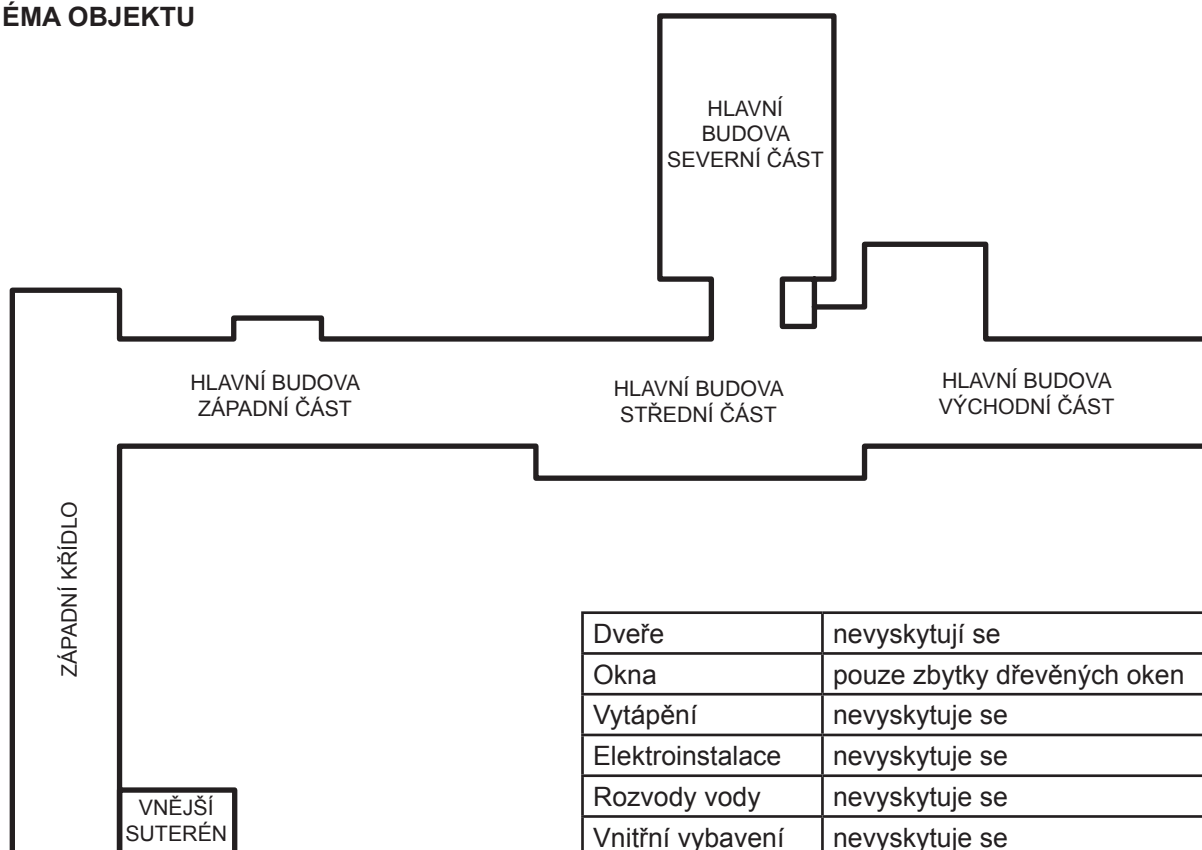 ÉMA OBJEKTU
HLAVNÍ
BUDOVA
SEVERNÍ ČÁST
HLAVNÍ BUDOVA
ZÁPADNÍ ČÁST
HLAVNÍ BUDOVA
STŘEDNÍ ČÁST
HLAVNÍ BUDOVA
VÝCHODNÍ ČÁST
ZÁPADNÍ KŘÍDLO
VNĚJŠÍ
SUTERÉN
Dveře nevyskytují se
Okna pouze zbytky dřevěných oken
Vytápění nevyskytuje se
Elektroinstalace nevyskytuje se
Rozvody vody nevyskytuje se
Vnitřní vybavení nevyskytuje se